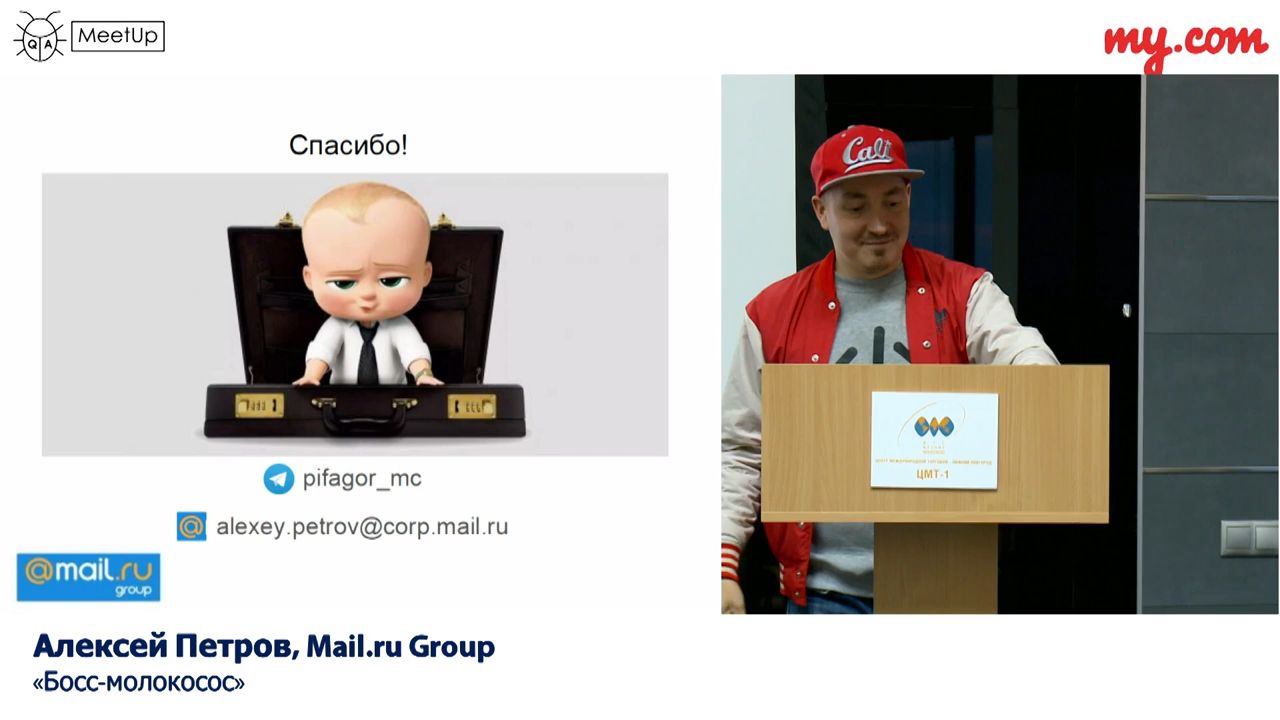 QA MeetUp
my.com
Спасибо!
Cali
pifagor_mc
alexey.petrov@corp.mail.ru
@mail.ru
group
ЦМТ-1
Алексей Петров, Mail.ru Group
«Босс-молокосос»